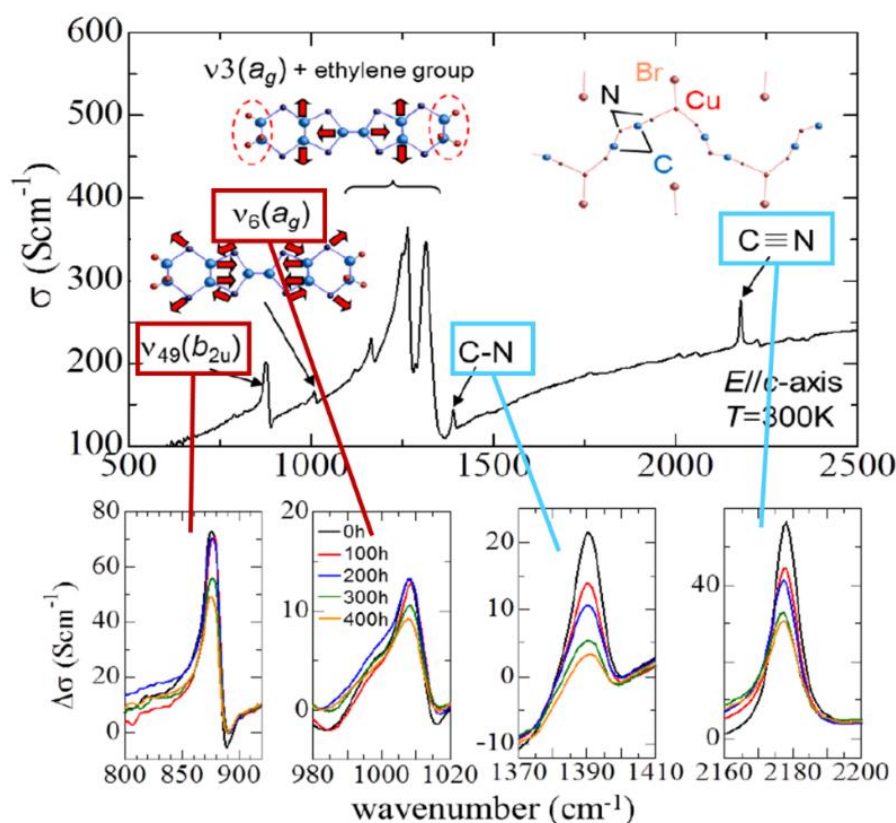 600
500
400
300
200
100
σ (Scm⁻¹)
ν3(a_g) + ethylene group
Br
N
Cu
C
ν₆(a_g)
C≡N
ν₄₉(b₂ᵤ)
C-N
E//c-axis
T=300K
500 1000 1500 2000 2500
80
60
40
20
0
Δσ (Scm⁻¹)
800 850 900
20
10
0
0h
100h
200h
300h
400h
980 1000 1020
20
10
0
-10
1370 1390 1410
40
0
2160 2180 2200
wavenumber (cm⁻¹)